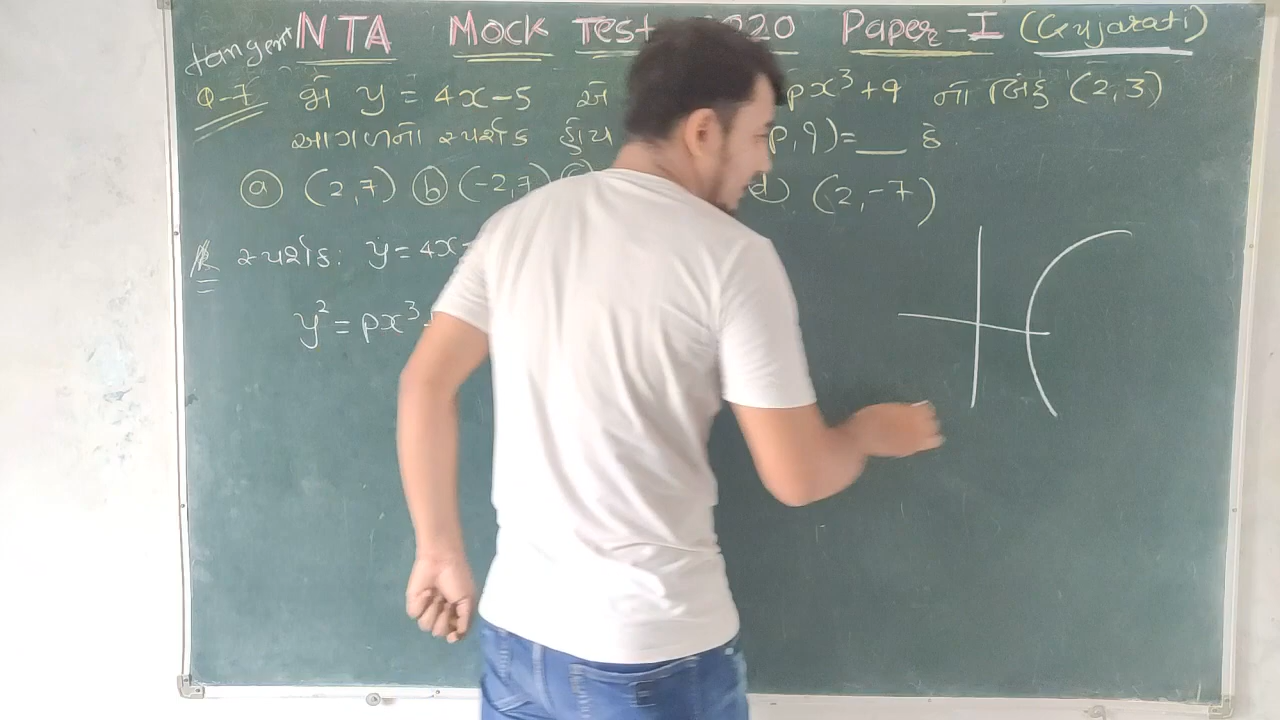 tangent NTA Mock Test 2020 Paper-I (Gujarati)
Q-7 જો y = 4x-5 એ px³+q ના બિંદુ (2,3)
આગળનો સ્પર્શક હોય p,q)=__ છે.
(a) (2,7) (b) (-2,7) (c) (d) (2,-7)
સ્પર્શક: y = 4x-
y² = px³